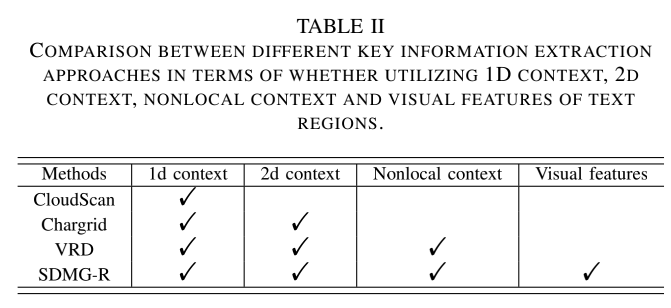 TABLE II
COMPARISON BETWEEN DIFFERENT KEY INFORMATION EXTRACTION
APPROACHES IN TERMS OF WHETHER UTILIZING 1D CONTEXT, 2D
CONTEXT, NONLOCAL CONTEXT AND VISUAL FEATURES OF TEXT
REGIONS.
Methods 1d context 2d context Nonlocal context Visual features
CloudScan ✓
Chargrid ✓ ✓
VRD ✓ ✓ ✓
SDMG-R ✓ ✓ ✓ ✓